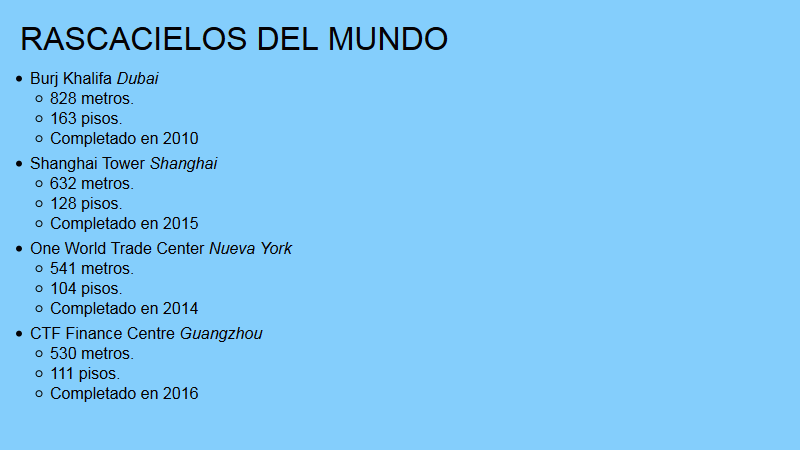 RASCACIELOS DEL MUNDO
Burj Khalifa Dubai
828 metros.
163 pisos.
Completado en 2010
Shanghai Tower Shanghai
632 metros.
128 pisos.
Completado en 2015
One World Trade Center Nueva York
541 metros.
104 pisos.
Completado en 2014
CTF Finance Centre Guangzhou
530 metros.
111 pisos.
Completado en 2016